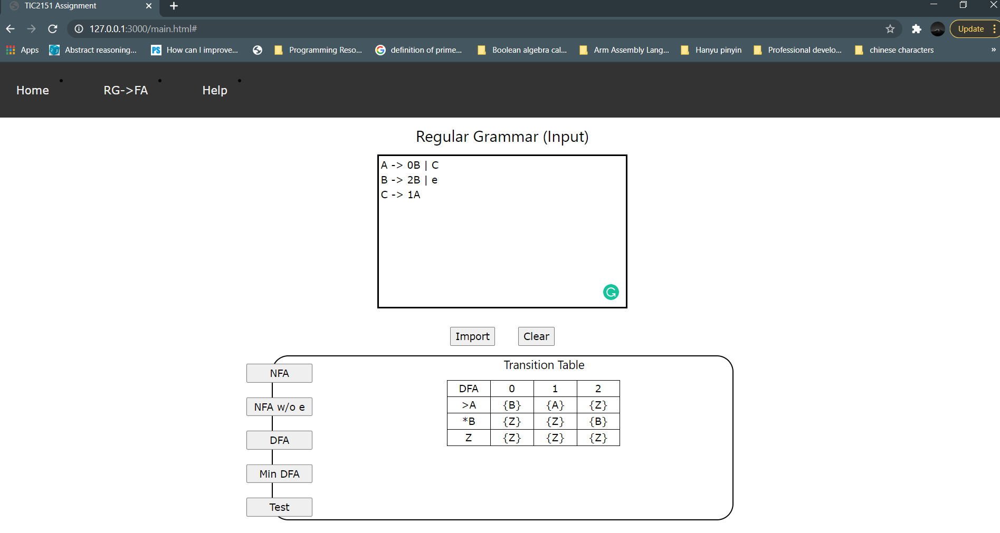 TIC2151 Assignment
127.0.0.1:3000/main.html#
Update
Apps
Abstract reasoning...
PS How can I improve...
Programming Reso...
G definition of prime...
Boolean algebra cal...
Arm Assembly Lang...
Hanyu pinyin
Professional develo...
chinese characters
»
Home
RG->FA
Help
Regular Grammar (Input)
A -> 0B | C
B -> 2B | e
C -> 1A
Import Clear
Transition Table
NFA
NFA w/o e
DFA
Min DFA
Test
DFA 0 1 2
>A {B} {A} {Z}
*B {Z} {Z} {B}
Z {Z} {Z} {Z}